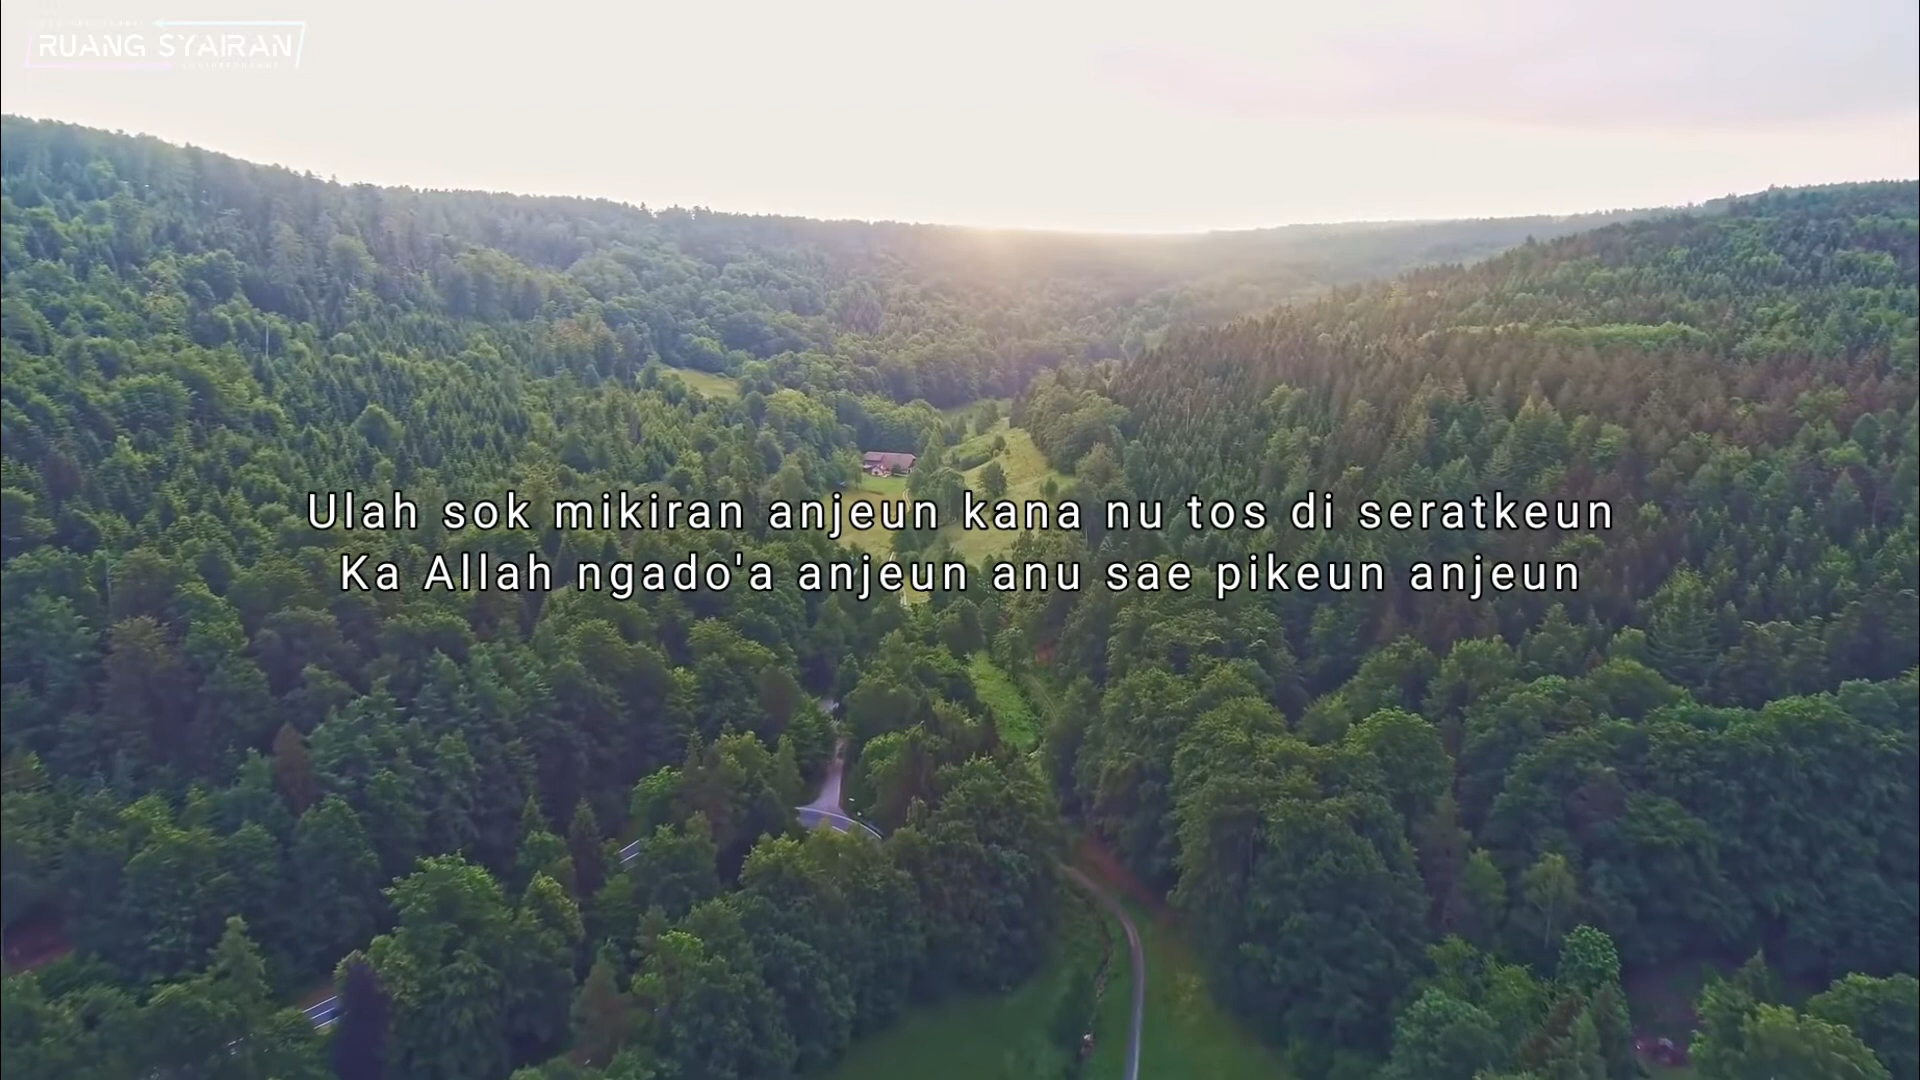 RUANG SYAIRAN
Ulah sok mikiran anjeun kana nu tos di seratkeun
Ka Allah ngado'a anjeun anu sae pikeun anjeun